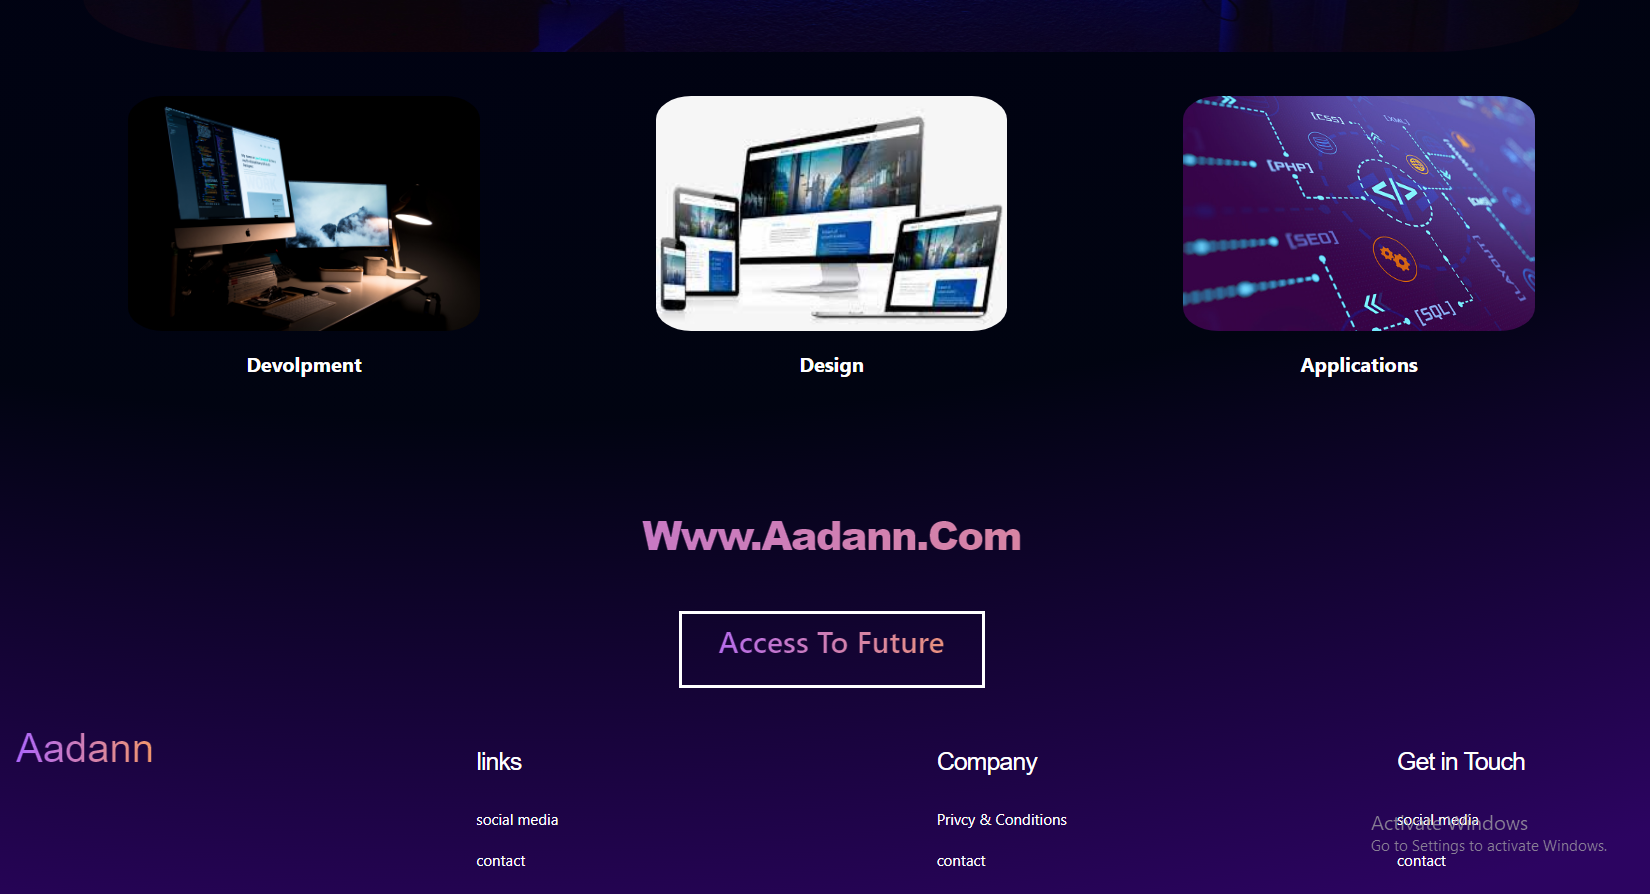 [CSS]
[XML]
[PHP]
</>
[SEO]
[SQL]
LAYOUT
Devolpment
Design
Applications
Www.Aadann.Com
Access To Future
Aadann
links
Company
Get in Touch
social media
Privcy & Conditions
social media
Activate Windows
Go to Settings to activate Windows.
contact
contact
contact